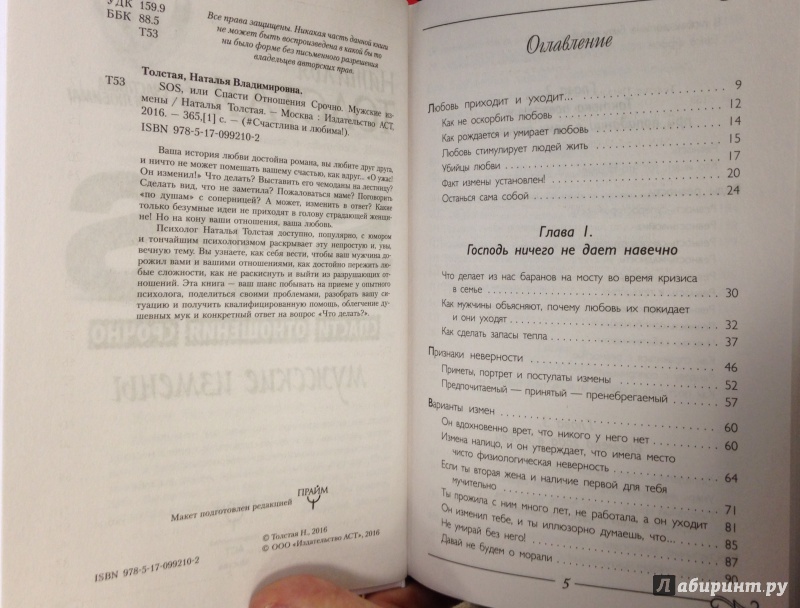 УДК 159.9
ББК 88.5
Т53
Все права защищены. Никакая часть данной книги
не может быть воспроизведена в какой бы то
ни было форме без письменного разрешения
владельцев авторских прав.
Толстая, Наталья Владимировна.
Т53 SOS, или Спасти Отношения Срочно. Мужские из-
мены / Наталья Толстая. — Москва : Издательство АСТ,
2016. — 365,[1] с. — (#Счастлива и любима!).
ISBN 978-5-17-099210-2
Ваша история любви достойна романа, вы любите друг друга,
и ничто не может помешать вашему счастью, как вдруг... «О ужас!
Он изменил!» Что делать? Выставить его чемоданы на лестницу?
Сделать вид, что не заметила? Пожаловаться маме? Поговорить
«по душам» с соперницей? А может, изменить в ответ? Какие
только безумные идеи не приходят в голову страдающей женщи-
не! Но на кону ваши отношения, ваша любовь.
Психолог Наталья Толстая доступно, популярно, с юмором
и тончайшим психологизмом раскрывает эту непростую и, увы,
вечную тему. Вы узнаете, как себя вести, чтобы ваш мужчина до-
рожил вами и вашими отношениями, как достойно пережить лю-
бые сложности, как не раскиснуть и выйти из разрушающих от-
ношений. Эта книга — ваш шанс побывать на приеме у опытного
психолога, поделиться своими проблемами, разобрать вашу си-
туацию и получить квалифицированную помощь, облегчение ду-
шевных мук и конкретный ответ на вопрос «Что делать?».
СПАСТИ ОТНОШЕНИЯ СРОЧНО
МУЖСКИЕ ИЗМЕНЫ
Макет подготовлен редакцией ПРАЙМ
© Толстая Н., 2016
ISBN 978-5-17-099210-2 © ООО «Издательство АСТ», 2016
Оглавление
Любовь приходит и уходит... 9
Как не оскорбить любовь 12
Как рождается и умирает любовь 14
Любовь стимулирует людей жить 15
Убийцы любви 17
Факт измены установлен! 20
Останься сама собой 24
Глава I.
Господь ничего не дает навечно
Что делает из нас баранов на мосту во время кризиса
в семье 30
Как мужчины объясняют, почему любовь их покидает
и они уходят 32
Как сделать запасы тепла 37
Признаки неверности 46
Приметы, портрет и постулаты измены 52
Предпочитаемый — принятый — пренебрегаемый 57
Варианты измен 60
Он вдохновенно врет, что никого у него нет 60
Измена налицо, и он утверждает, что имела место
чисто физиологическая неверность 64
Если ты вторая жена и наличие первой для тебя
мучительно 71
Ты прожила с ним много лет, не работала, а он уходит 81
Он изменил тебе, и ты иллюзорно думаешь, что... 85
Не умирай без него! 87
Давай не будем о морали 90
5
Лабиринт.ру